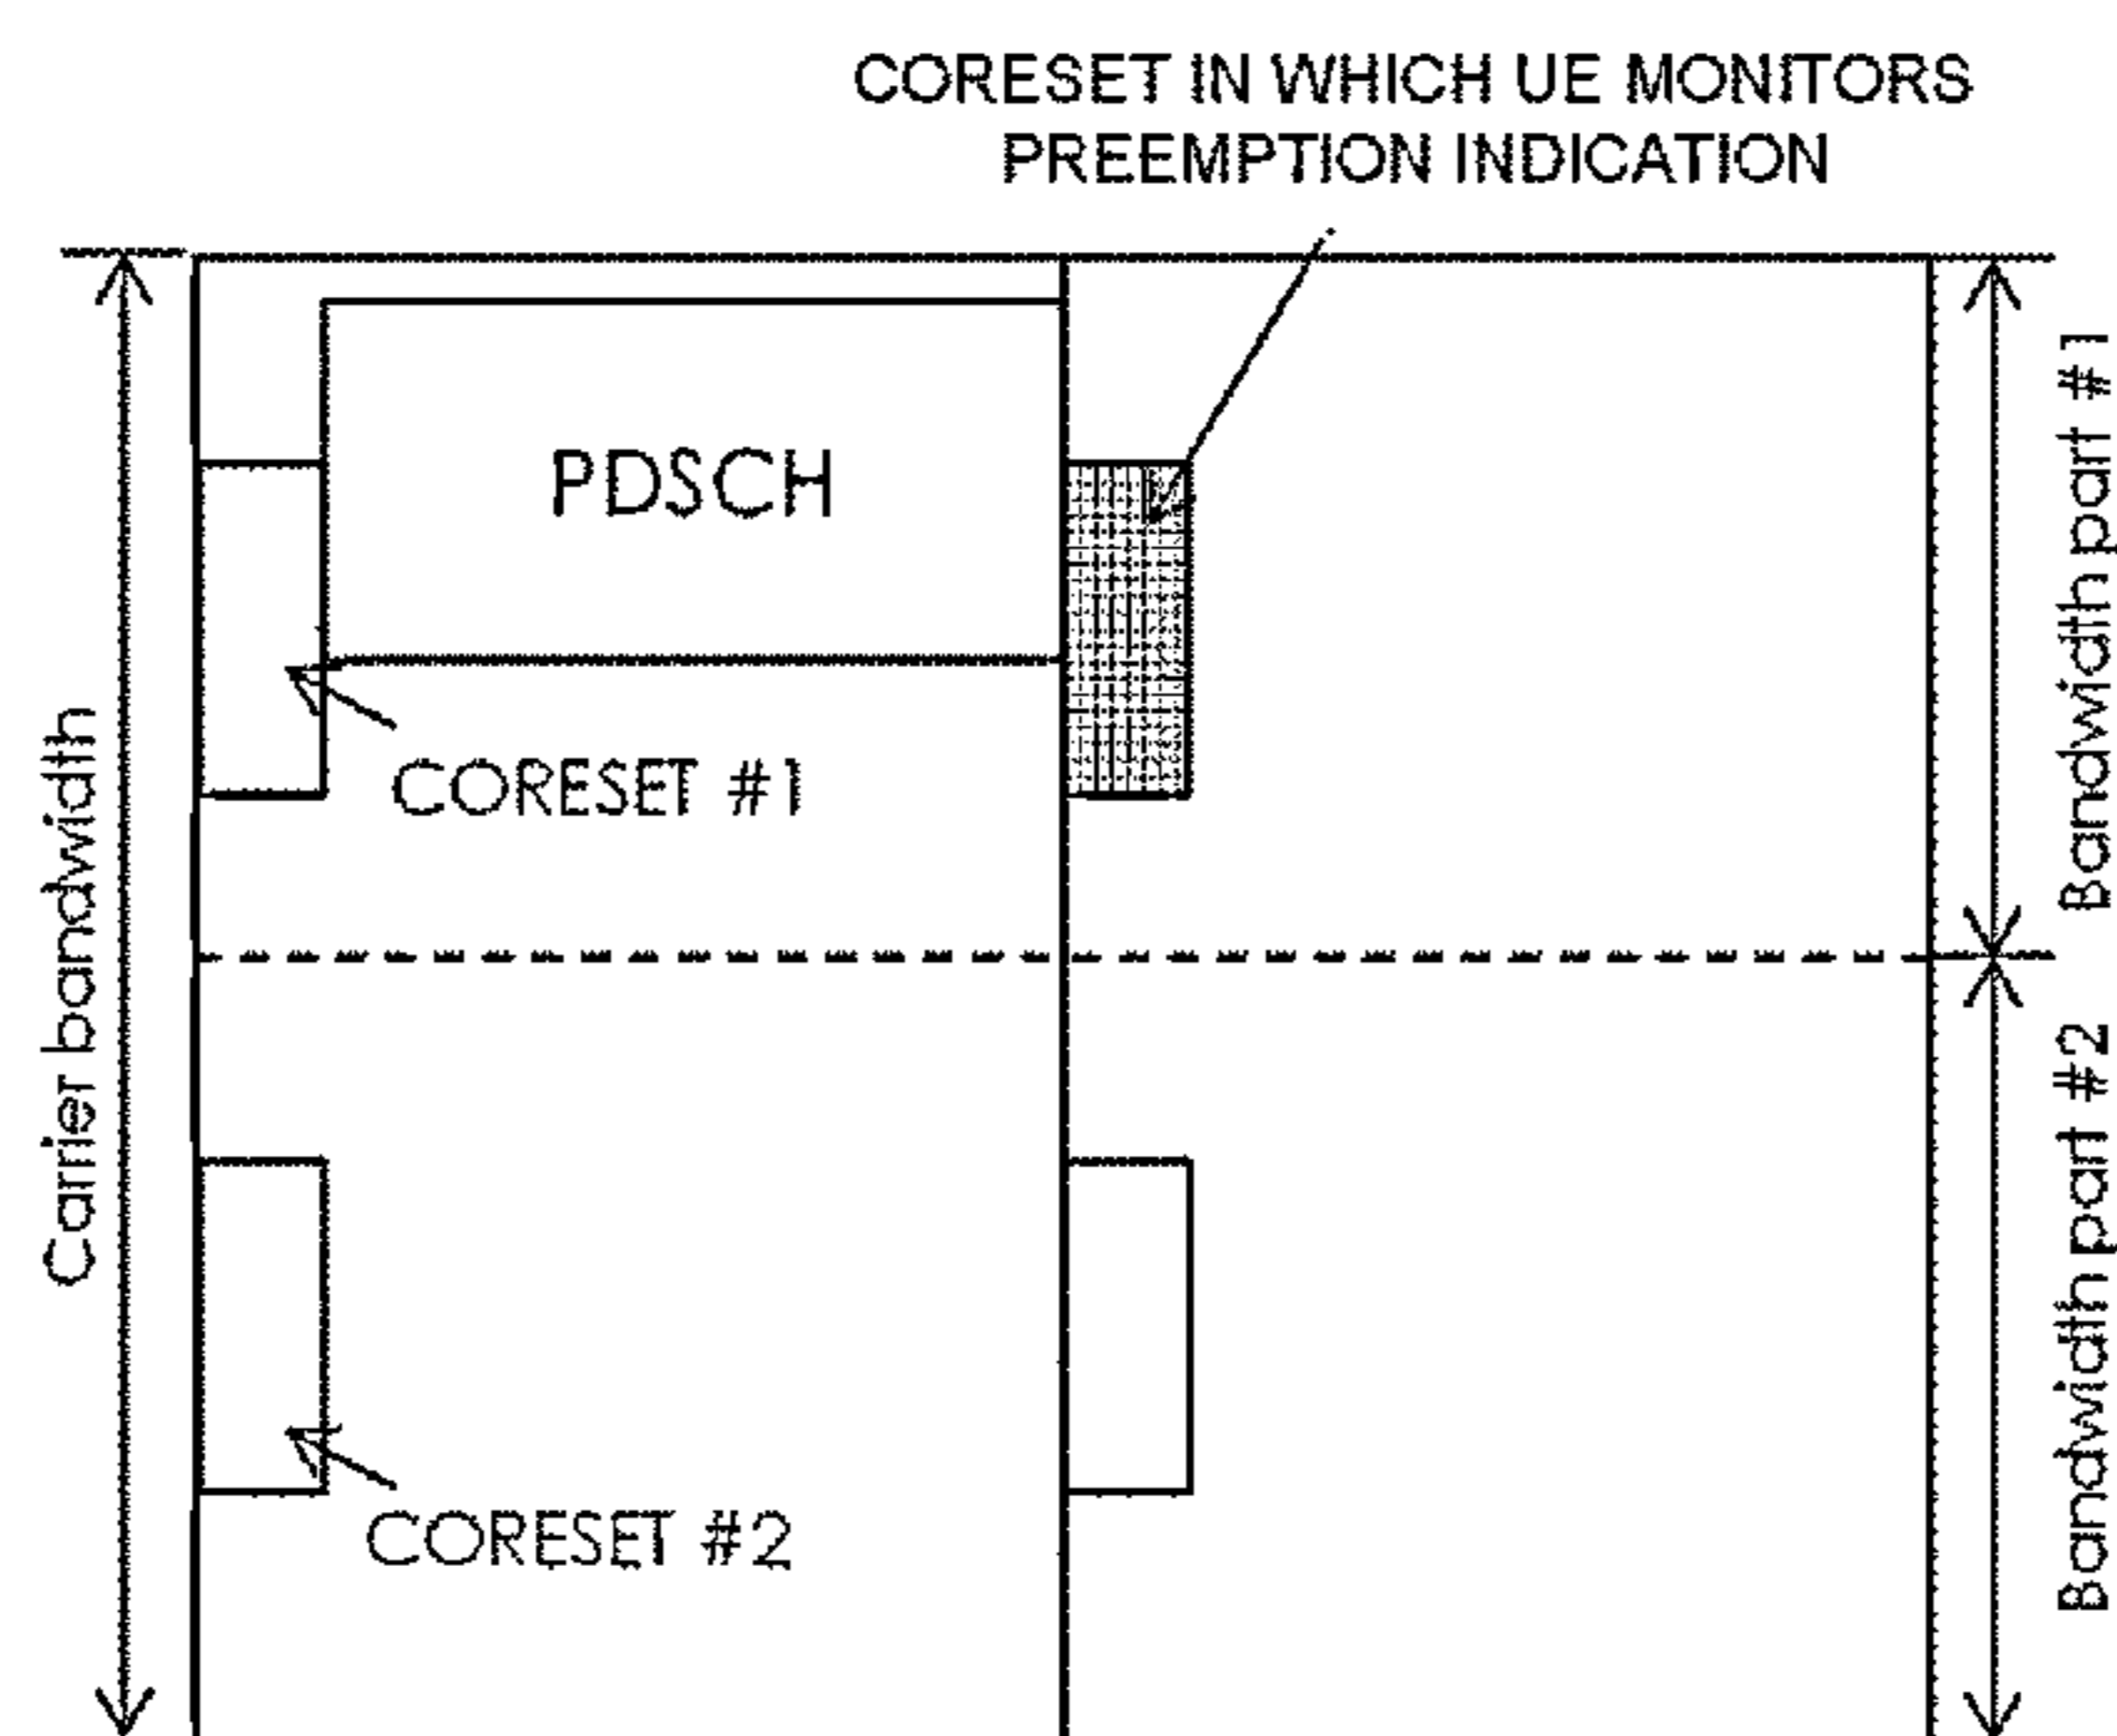 CORESET IN WHICH UE MONITORS
PREEMPTION INDICATION
PDSCH
CORESET #1
CORESET #2
Carrier bandwidth
Bandwidth part #1
Bandwidth part #2